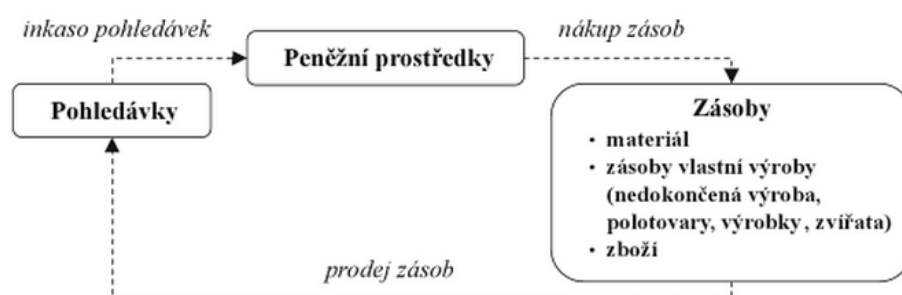 inkaso pohledávek
Peněžní prostředky
nákup zásob
Pohledávky
Zásoby
• materiál
• zásoby vlastní výroby
(nedokončená výroba,
polotovary, výrobky, zvířata)
• zboží
prodej zásob